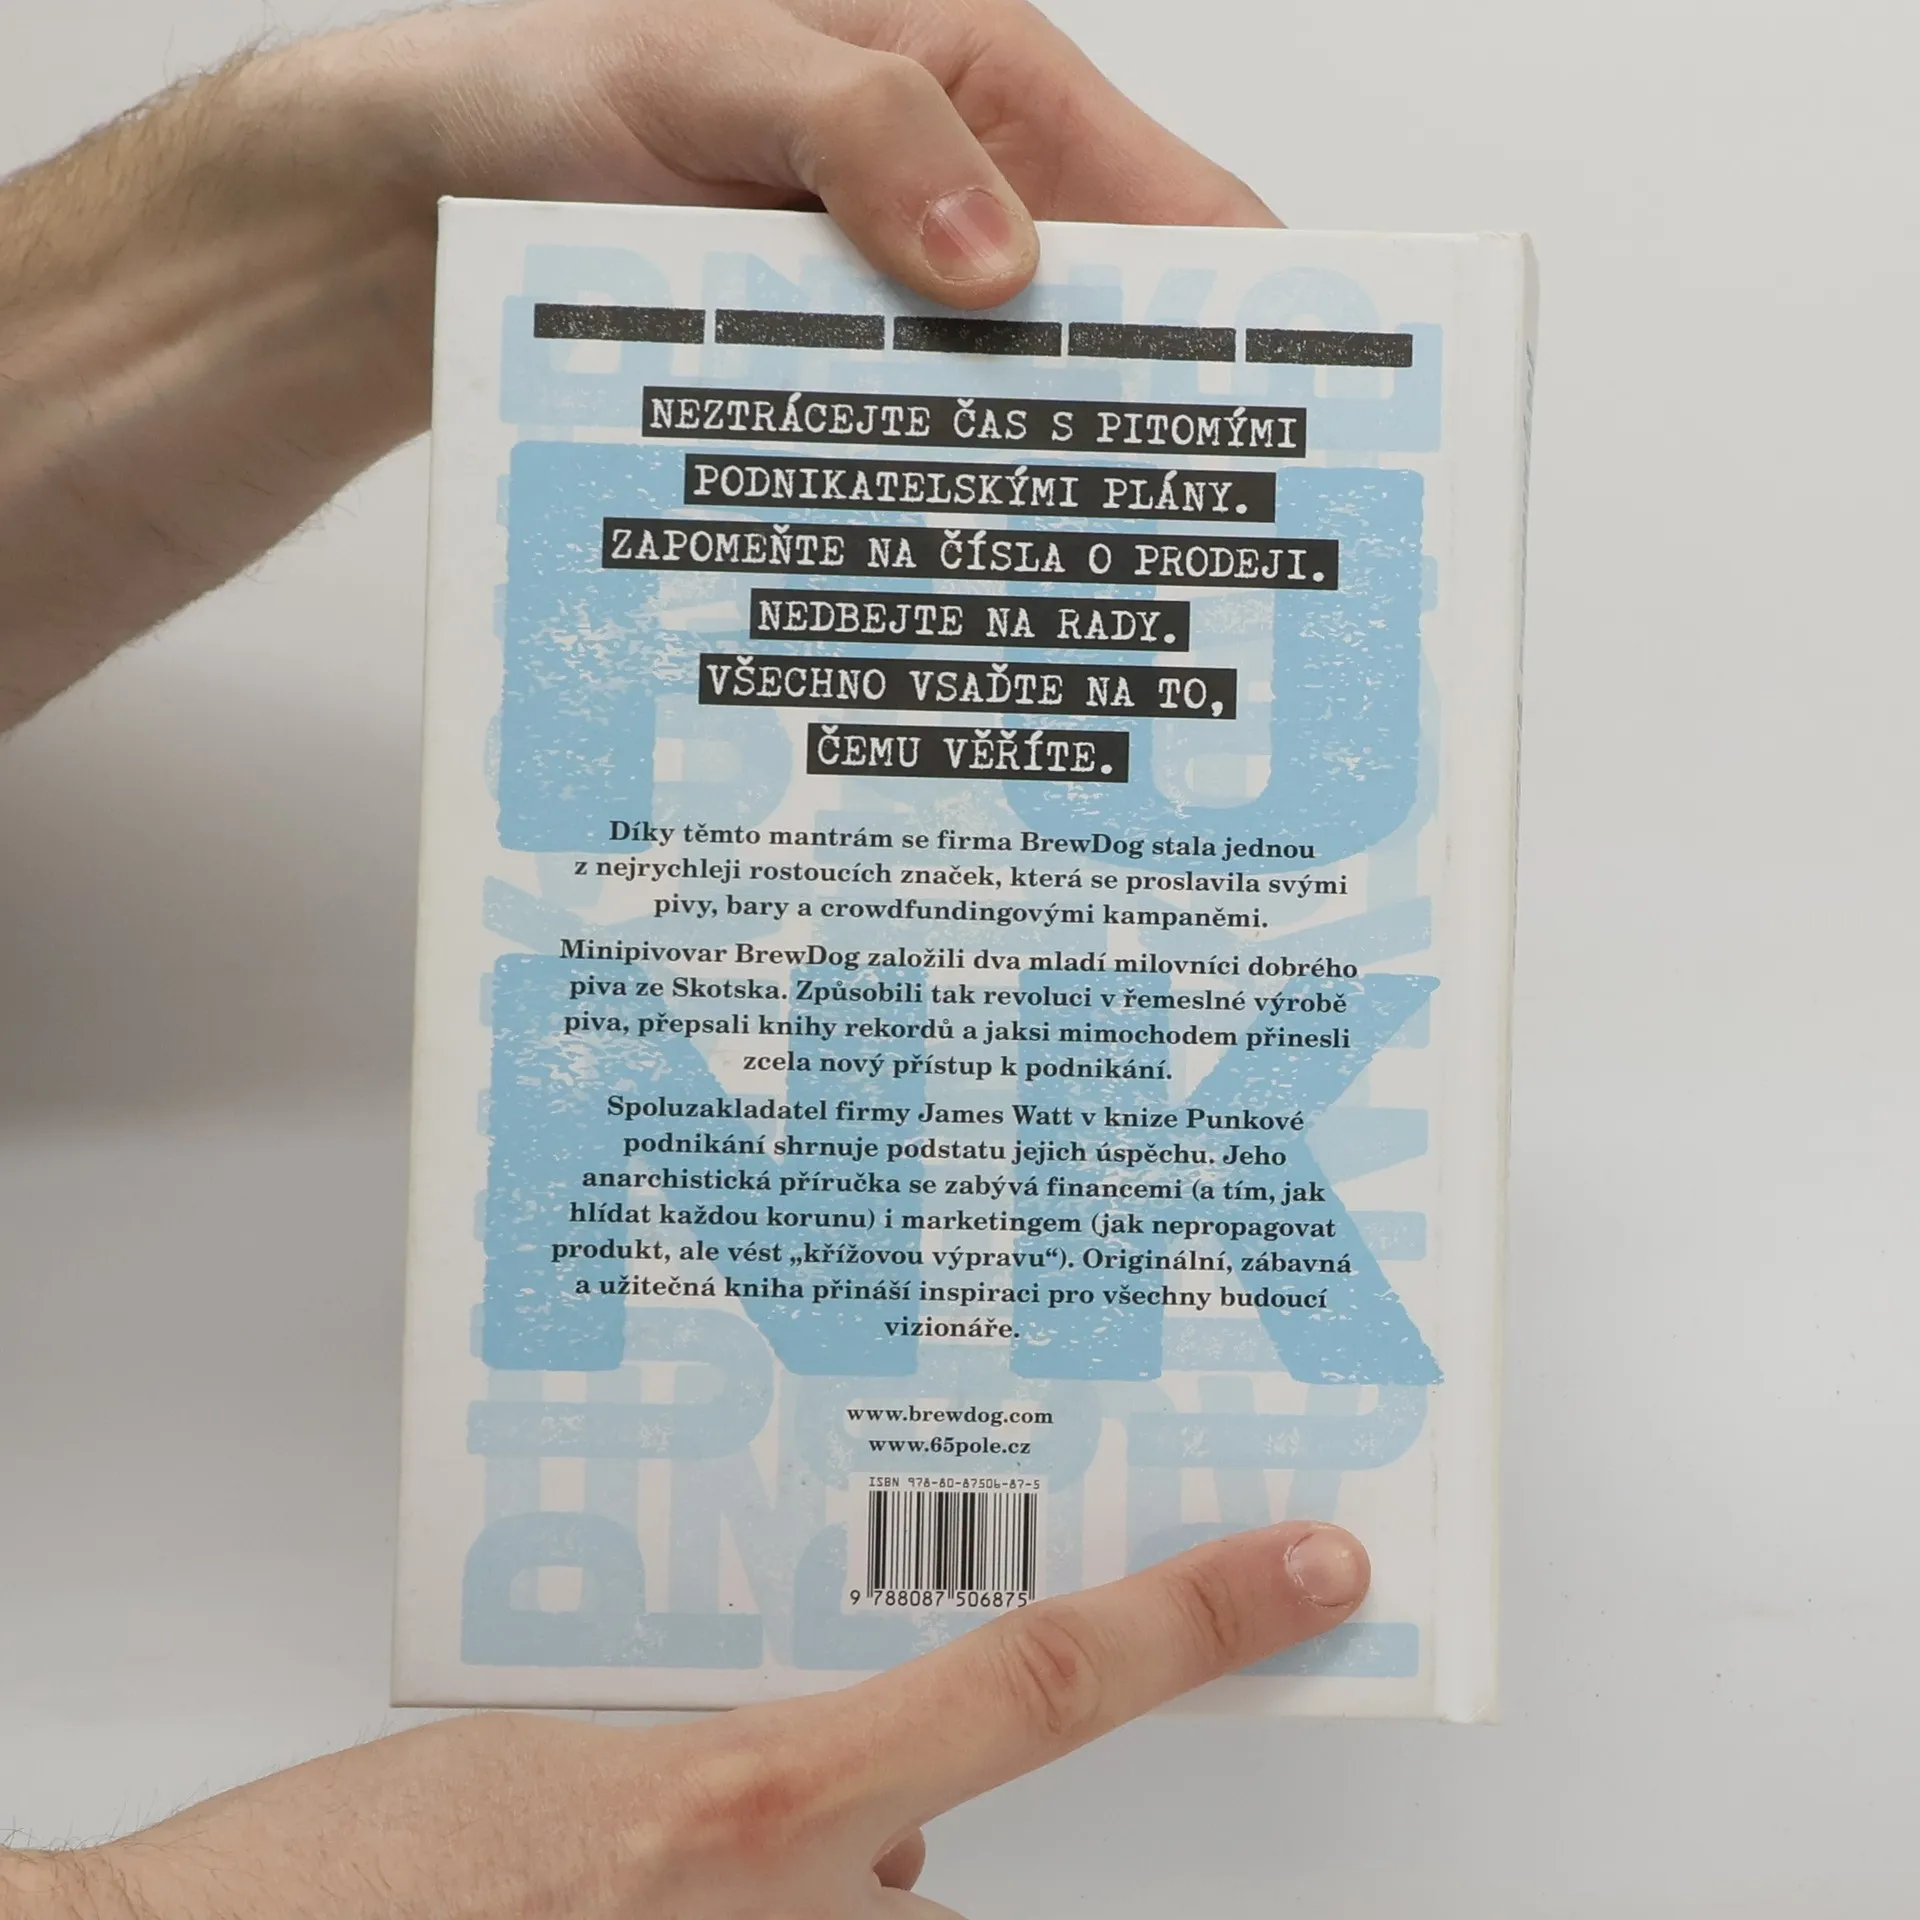 NEZTRÁCEJTE ČAS S PITOMÝMI
PODNIKATELSKÝMI PLÁNY.
ZAPOMEŇTE NA ČÍSLA O PRODEJI.
NEDBEJTE NA RADY.
VŠECHNO VSAĎTE NA TO,
ČEMU VĚŘÍTE.
Díky těmto mantrám se firma BrewDog stala jednou
z nejrychleji rostoucích značek, která se proslavila svými
pivy, bary a crowdfundingovými kampaněmi.
Minipivovar BrewDog založili dva mladí milovníci dobrého
piva ze Skotska. Způsobili tak revoluci v řemeslné výrobě
piva, přepsali knihy rekordů a jaksi mimochodem přinesli
zcela nový přístup k podnikání.
Spoluzakladatel firmy James Watt v knize Punkové
podnikání shrnuje podstatu jejich úspěchu. Jeho
anarchistická příručka se zabývá financemi (a tím, jak
hlídat každou korunu) i marketingem (jak nepropagovat
produkt, ale vést „křížovou výpravu“). Originální, zábavná
a užitečná kniha přináší inspiraci pro všechny budoucí
vizionáře.
www.brewdog.com
www.65pole.cz
ISBN 978-80-87506-87-5
9 788087 506875
PU
NK